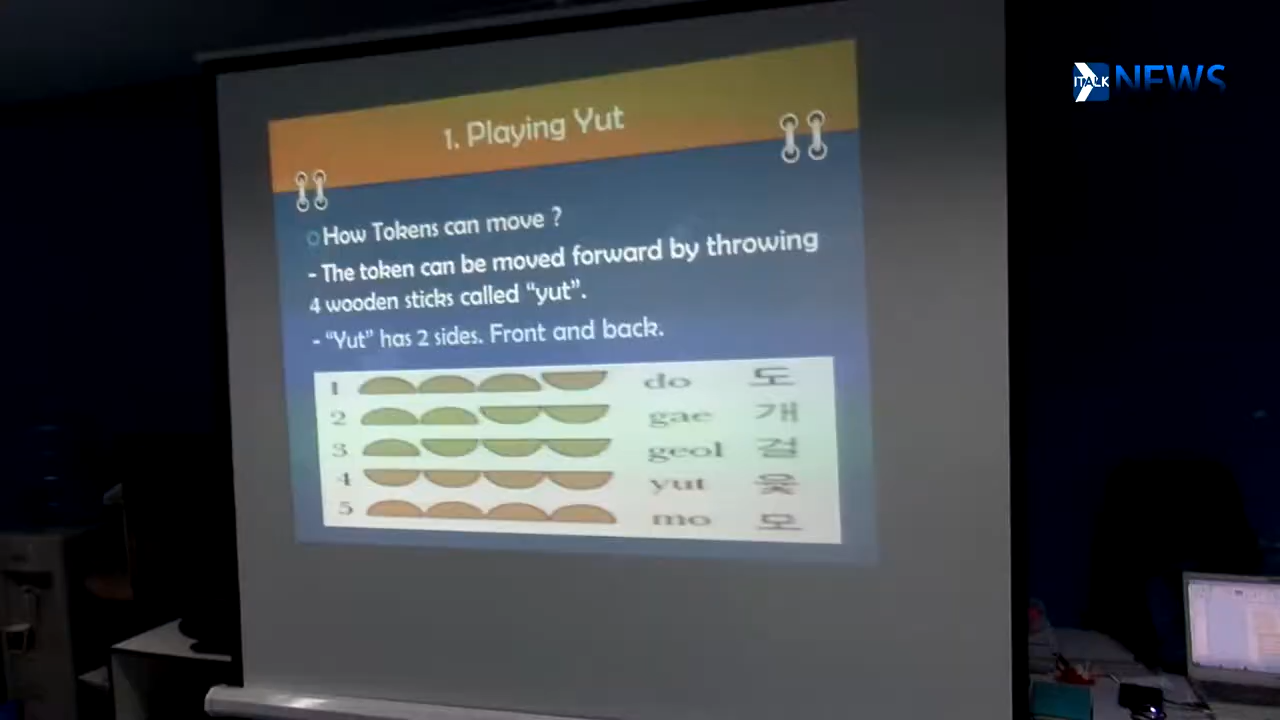 ITALK NEWS
1. Playing Yut
How Tokens can move ?
- The token can be moved forward by throwing
4 wooden sticks called “yut”.
- “Yut” has 2 sides. Front and back.
1 do 도
2 gae 개
3 geol 걸
4 yut 윷
5 mo 모